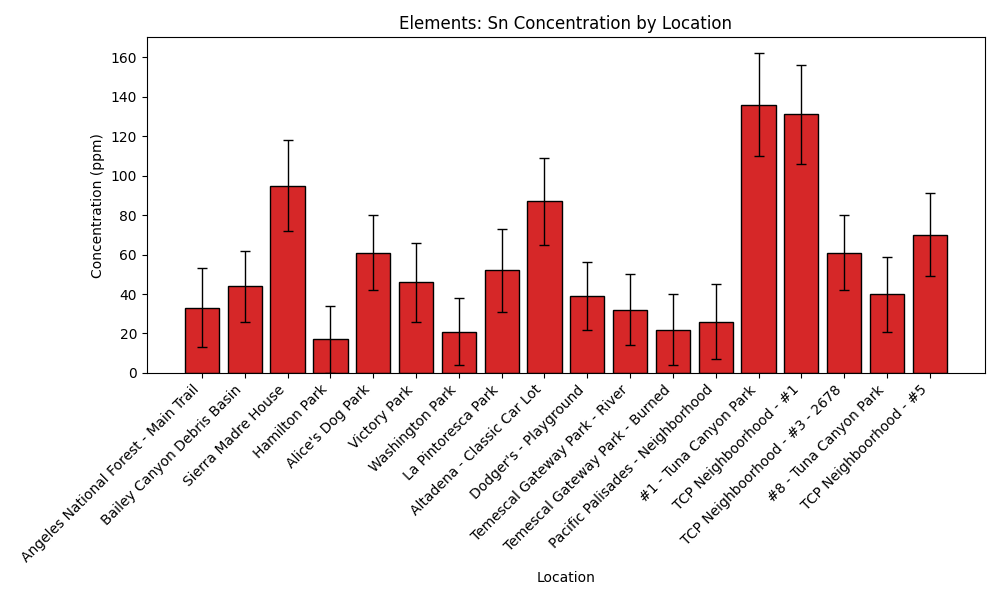 Elements: Sn Concentration by Location
Concentration (ppm)
160
140
120
100
80
60
40
20
0
Angeles National Forest - Main Trail
Bailey Canyon Debris Basin
Sierra Madre House
Hamilton Park
Alice's Dog Park
Victory Park
Washington Park
La Pintoresca Park
Altadena - Classic Car Lot
Dodger's - Playground
Temescal Gateway Park - River
Temescal Gateway Park - Burned
Pacific Palisades - Neighborhood
#1 - Tuna Canyon Park
TCP Neighboorhood - #1
TCP Neighboorhood - #3 - 2678
#8 - Tuna Canyon Park
TCP Neighboorhood - #5
Location